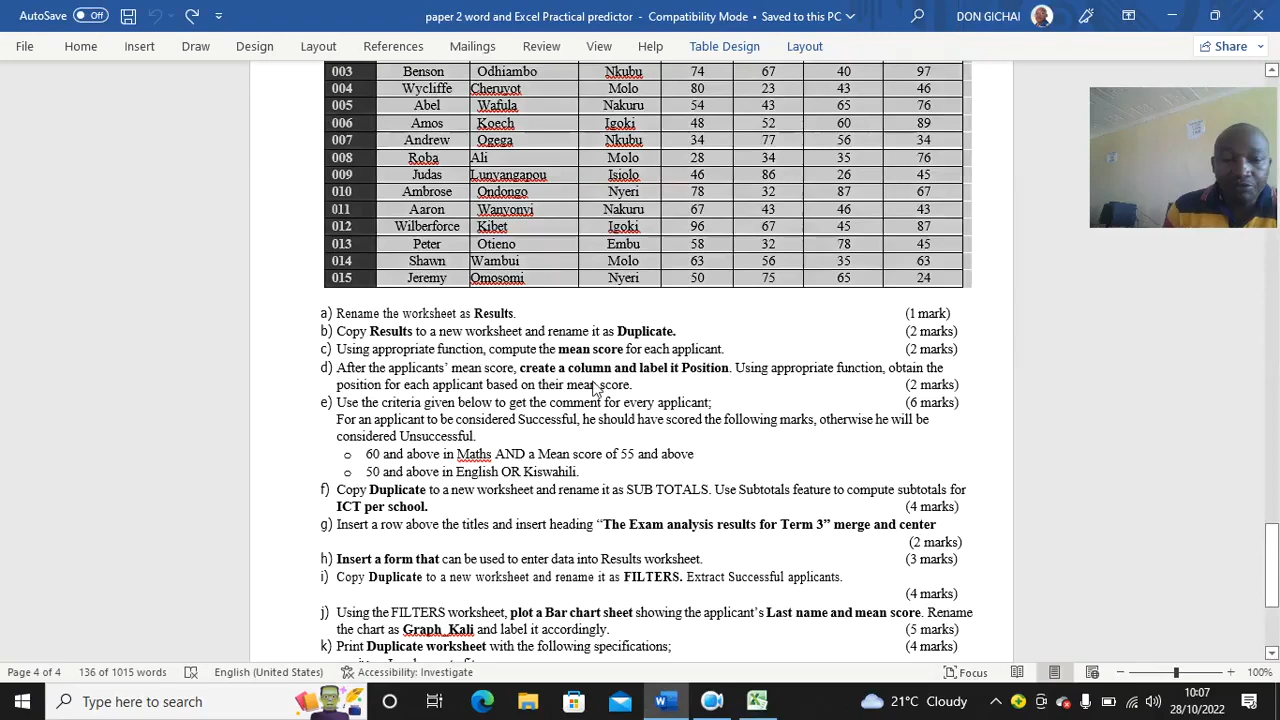 AutoSave Off paper 2 word and Excel Practical predictor - Compatibility Mode • Saved to this PC DON GICHAI
File Home Insert Draw Design Layout References Mailings Review View Help Table Design Layout Share
003 Benson Odhiambo Nkubu 74 67 40 97
004 Wycliffe Cheruyot Molo 80 23 43 46
005 Abel Wafula Nakuru 54 43 65 76
006 Amos Koech Igoki 48 52 60 89
007 Andrew Ogega Nkubu 34 77 56 34
008 Roba Ali Molo 28 34 35 76
009 Judas Lunyangapou Isiolo 46 86 26 45
010 Ambrose Ondongo Nyeri 78 32 87 67
011 Aaron Wanyonyi Nakuru 67 43 46 43
012 Wilberforce Kibet Igoki 96 67 45 87
013 Peter Otieno Embu 58 32 78 45
014 Shawn Wambui Molo 63 56 35 63
015 Jeremy Omosomi Nyeri 50 75 65 24
a) Rename the worksheet as Results. (1 mark)
b) Copy Results to a new worksheet and rename it as Duplicate. (2 marks)
c) Using appropriate function, compute the mean score for each applicant. (2 marks)
d) After the applicants' mean score, create a column and label it Position. Using appropriate function, obtain the
position for each applicant based on their mean score. (2 marks)
e) Use the criteria given below to get the comment for every applicant; (6 marks)
For an applicant to be considered Successful, he should have scored the following marks, otherwise he will be
considered Unsuccessful.
o 60 and above in Maths AND a Mean score of 55 and above
o 50 and above in English OR Kiswahili.
f) Copy Duplicate to a new worksheet and rename it as SUB TOTALS. Use Subtotals feature to compute subtotals for
ICT per school. (4 marks)
g) Insert a row above the titles and insert heading “The Exam analysis results for Term 3” merge and center
(2 marks)
h) Insert a form that can be used to enter data into Results worksheet. (3 marks)
i) Copy Duplicate to a new worksheet and rename it as FILTERS. Extract Successful applicants.
(4 marks)
j) Using the FILTERS worksheet, plot a Bar chart sheet showing the applicant's Last name and mean score. Rename
the chart as Graph_Kali and label it accordingly. (5 marks)
k) Print Duplicate worksheet with the following specifications; (4 marks)
Page 4 of 4 136 of 1015 words English (United States) Accessibility: Investigate Focus 100%
Type here to search 21°C Cloudy 10:07
28/10/2022